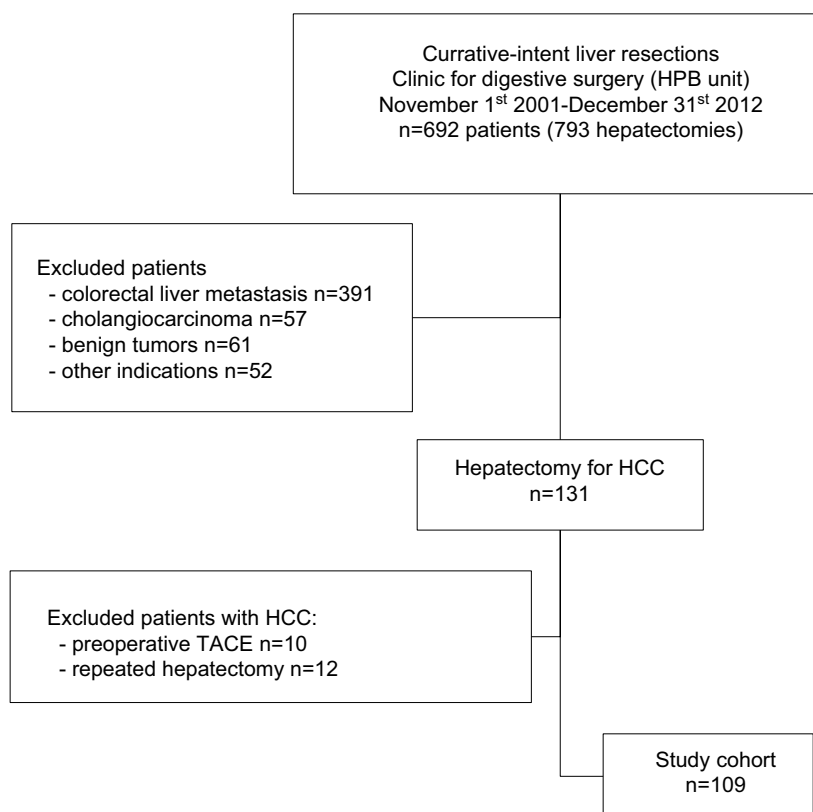 Currative-intent liver resections
Clinic for digestive surgery (HPB unit)
November 1st 2001-December 31st 2012
n=692 patients (793 hepatectomies)
Excluded patients
- colorectal liver metastasis n=391
- cholangiocarcinoma n=57
- benign tumors n=61
- other indications n=52
Hepatectomy for HCC
n=131
Excluded patients with HCC:
- preoperative TACE n=10
- repeated hepatectomy n=12
Study cohort
n=109